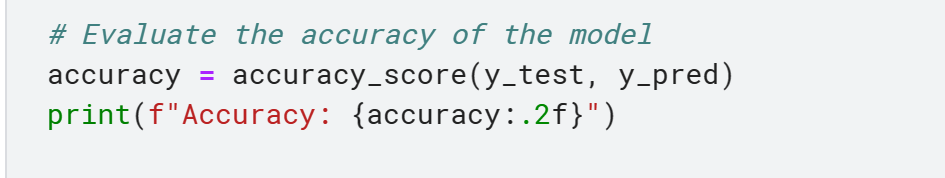 # Evaluate the accuracy of the model
accuracy = accuracy_score(y_test, y_pred)
print(f"Accuracy: {accuracy:.2f}")